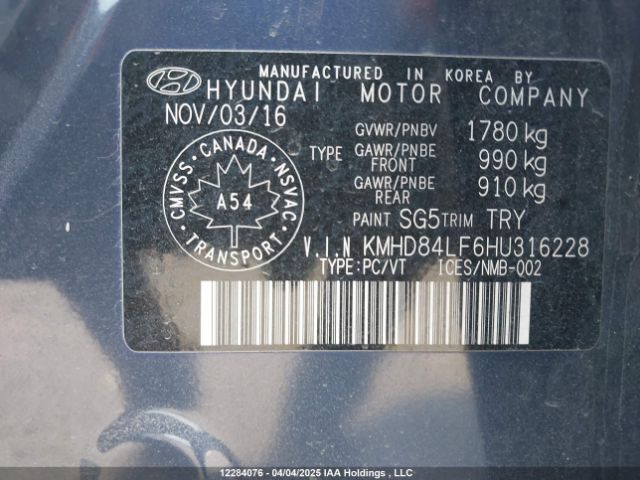 MANUFACTURED IN KOREA BY
HYUNDAI MOTOR COMPANY
NOV/03/16
GVWR/PNBV 1780 kg
TYPE GAWR/PNBE FRONT 990 kg
GAWR/PNBE REAR 910 kg
CMVSS · CANADA · NSVAC
A54
TRANSPORT
PAINT SG5 TRIM TRY
V.I.N KMHD84LF6HU316228
TYPE:PC/VT ICES/NMB-002
12284076 - 04/04/2025 IAA Holdings , LLC